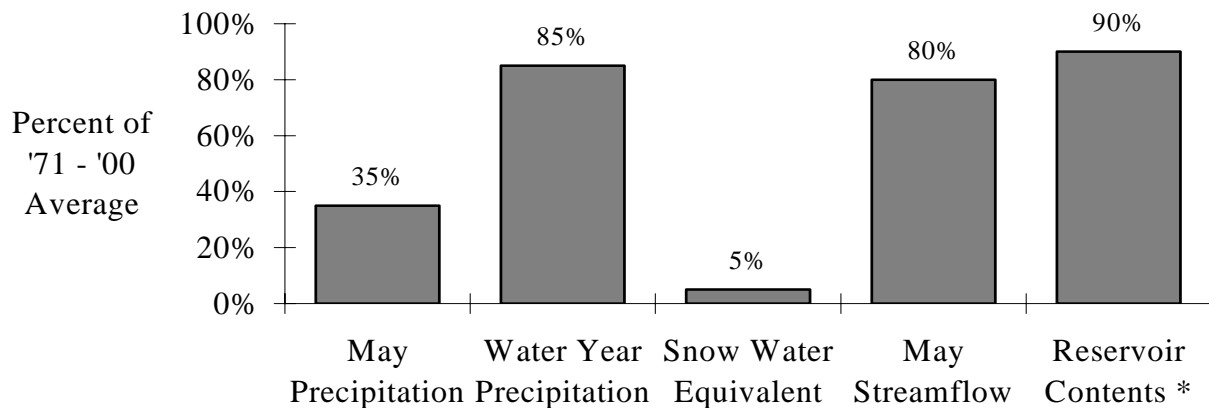 100%
80%
60%
40%
20%
0%
Percent of
'71 - '00
Average
35%
85%
5%
80%
90%
May
Precipitation
Water Year
Precipitation
Snow Water
Equivalent
May
Streamflow
Reservoir
Contents *